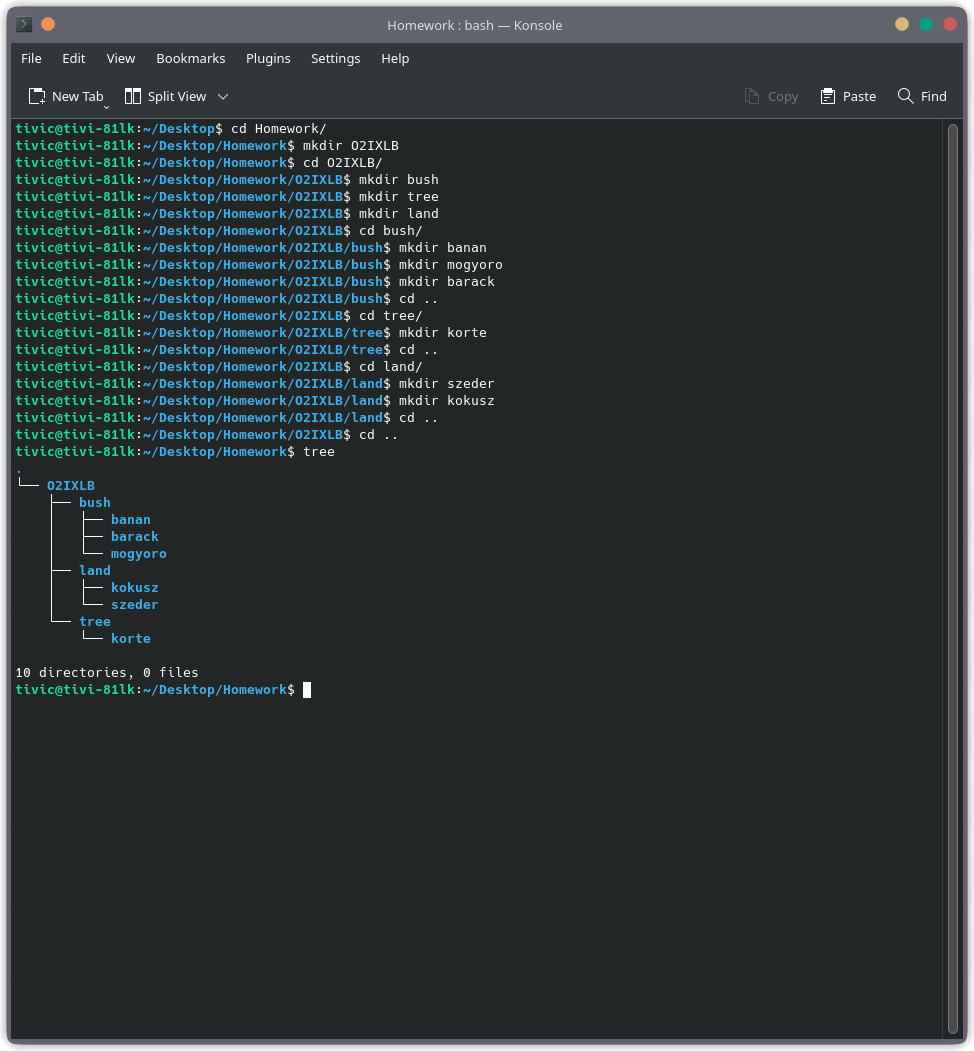 Homework : bash — Konsole
File Edit View Bookmarks Plugins Settings Help
New Tab Split View Copy Paste Find
tivic@tivi-81lk:~/Desktop$ cd Homework/
tivic@tivi-81lk:~/Desktop/Homework$ mkdir O2IXLB
tivic@tivi-81lk:~/Desktop/Homework$ cd O2IXLB/
tivic@tivi-81lk:~/Desktop/Homework/O2IXLB$ mkdir bush
tivic@tivi-81lk:~/Desktop/Homework/O2IXLB$ mkdir tree
tivic@tivi-81lk:~/Desktop/Homework/O2IXLB$ mkdir land
tivic@tivi-81lk:~/Desktop/Homework/O2IXLB$ cd bush/
tivic@tivi-81lk:~/Desktop/Homework/O2IXLB/bush$ mkdir banan
tivic@tivi-81lk:~/Desktop/Homework/O2IXLB/bush$ mkdir mogyoro
tivic@tivi-81lk:~/Desktop/Homework/O2IXLB/bush$ mkdir barack
tivic@tivi-81lk:~/Desktop/Homework/O2IXLB/bush$ cd ..
tivic@tivi-81lk:~/Desktop/Homework/O2IXLB$ cd tree/
tivic@tivi-81lk:~/Desktop/Homework/O2IXLB/tree$ mkdir korte
tivic@tivi-81lk:~/Desktop/Homework/O2IXLB/tree$ cd ..
tivic@tivi-81lk:~/Desktop/Homework/O2IXLB$ cd land/
tivic@tivi-81lk:~/Desktop/Homework/O2IXLB/land$ mkdir szeder
tivic@tivi-81lk:~/Desktop/Homework/O2IXLB/land$ mkdir kokusz
tivic@tivi-81lk:~/Desktop/Homework/O2IXLB/land$ cd ..
tivic@tivi-81lk:~/Desktop/Homework/O2IXLB$ cd ..
tivic@tivi-81lk:~/Desktop/Homework$ tree
.
└── O2IXLB
    ├── bush
    │   ├── banan
    │   ├── barack
    │   └── mogyoro
    ├── land
    │   ├── kokusz
    │   └── szeder
    └── tree
        └── korte
10 directories, 0 files
tivic@tivi-81lk:~/Desktop/Homework$